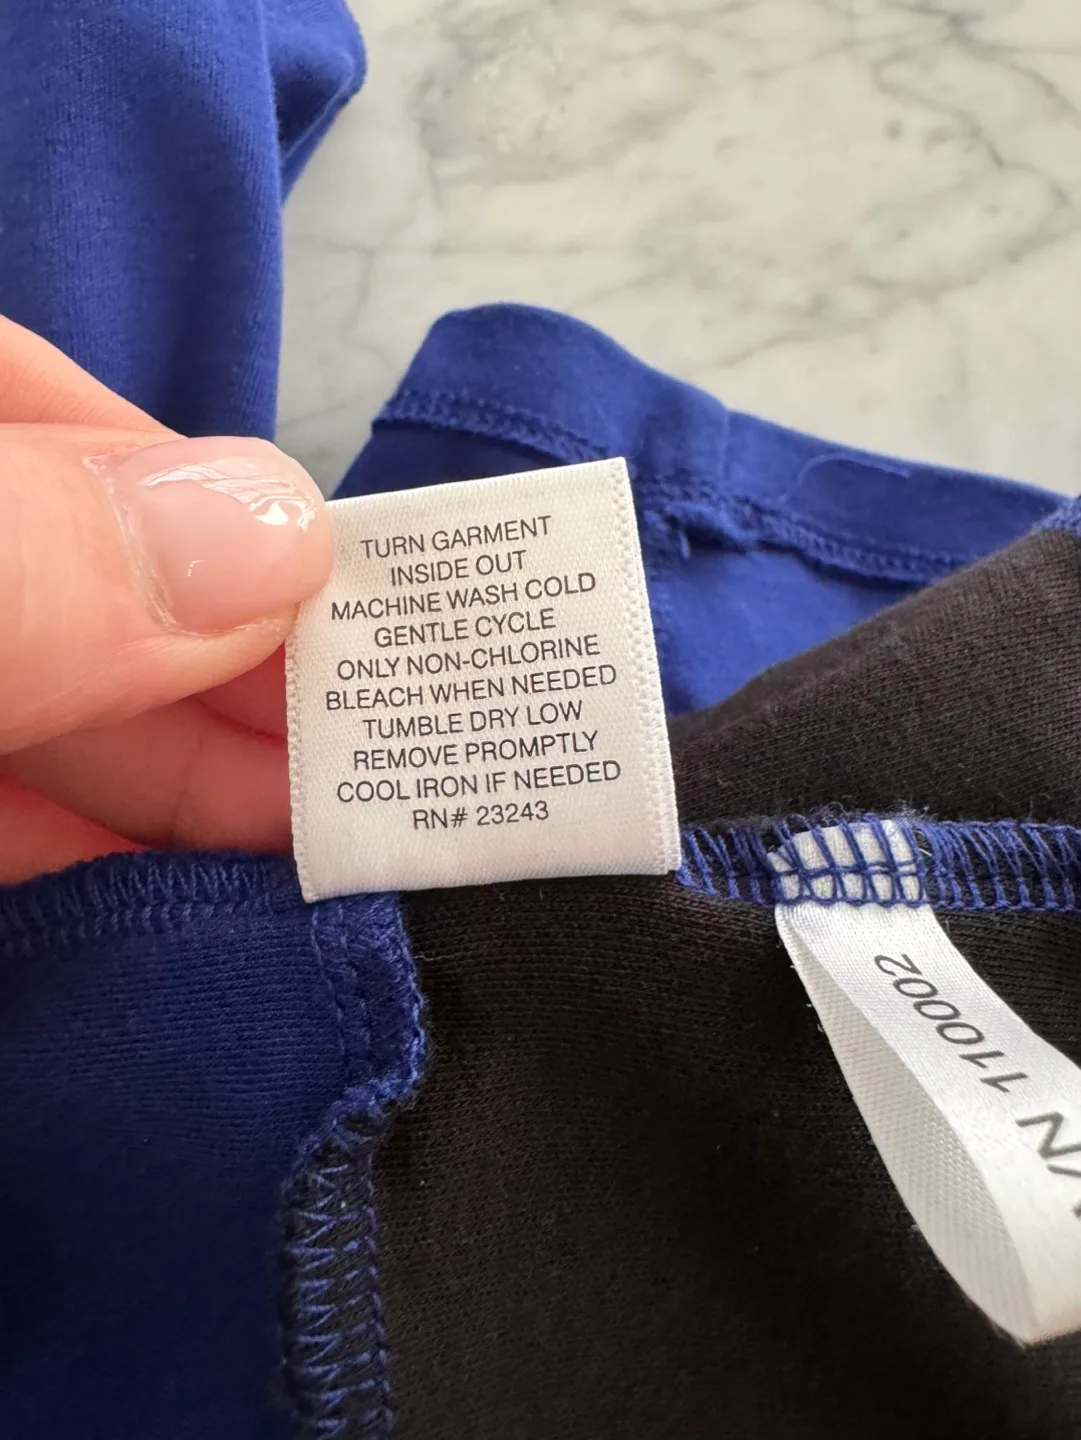 TURN GARMENT
INSIDE OUT
MACHINE WASH COLD
GENTLE CYCLE
ONLY NON-CHLORINE
BLEACH WHEN NEEDED
TUMBLE DRY LOW
REMOVE PROMPTLY
COOL IRON IF NEEDED
RN# 23243
110002
/N